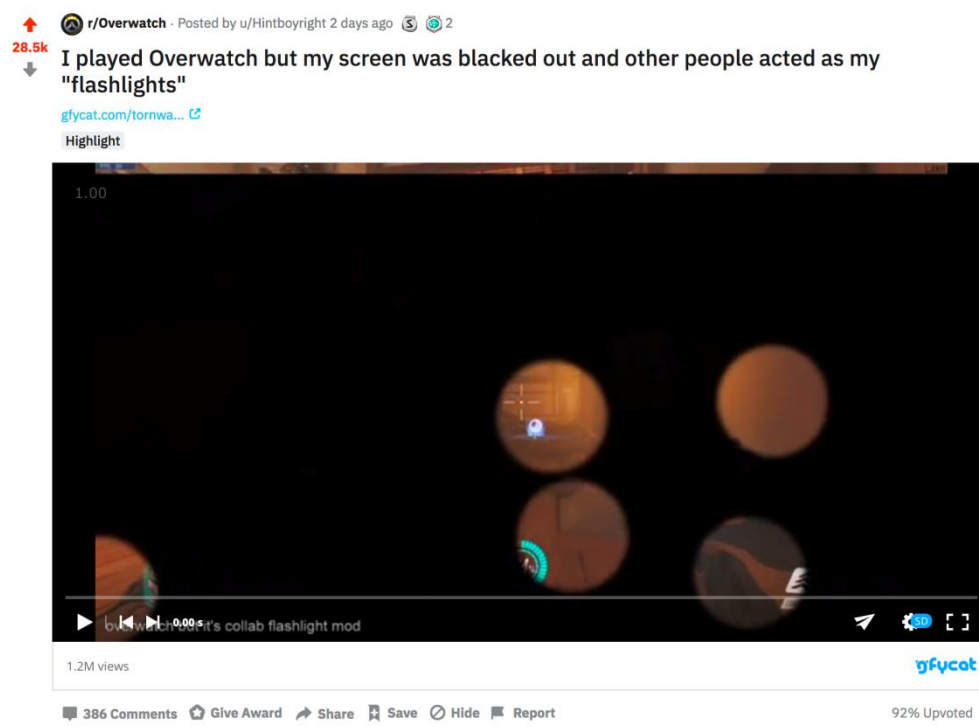 r/Overwatch · Posted by u/Hintboyright 2 days ago S 2
28.5k
I played Overwatch but my screen was blacked out and other people acted as my
"flashlights"
gfycat.com/tornwa...
Highlight
1.00
0.00 s
overwatch but it's collab flashlight mod
SD
1.2M views
gfycat
386 Comments Give Award Share Save Hide Report
92% Upvoted